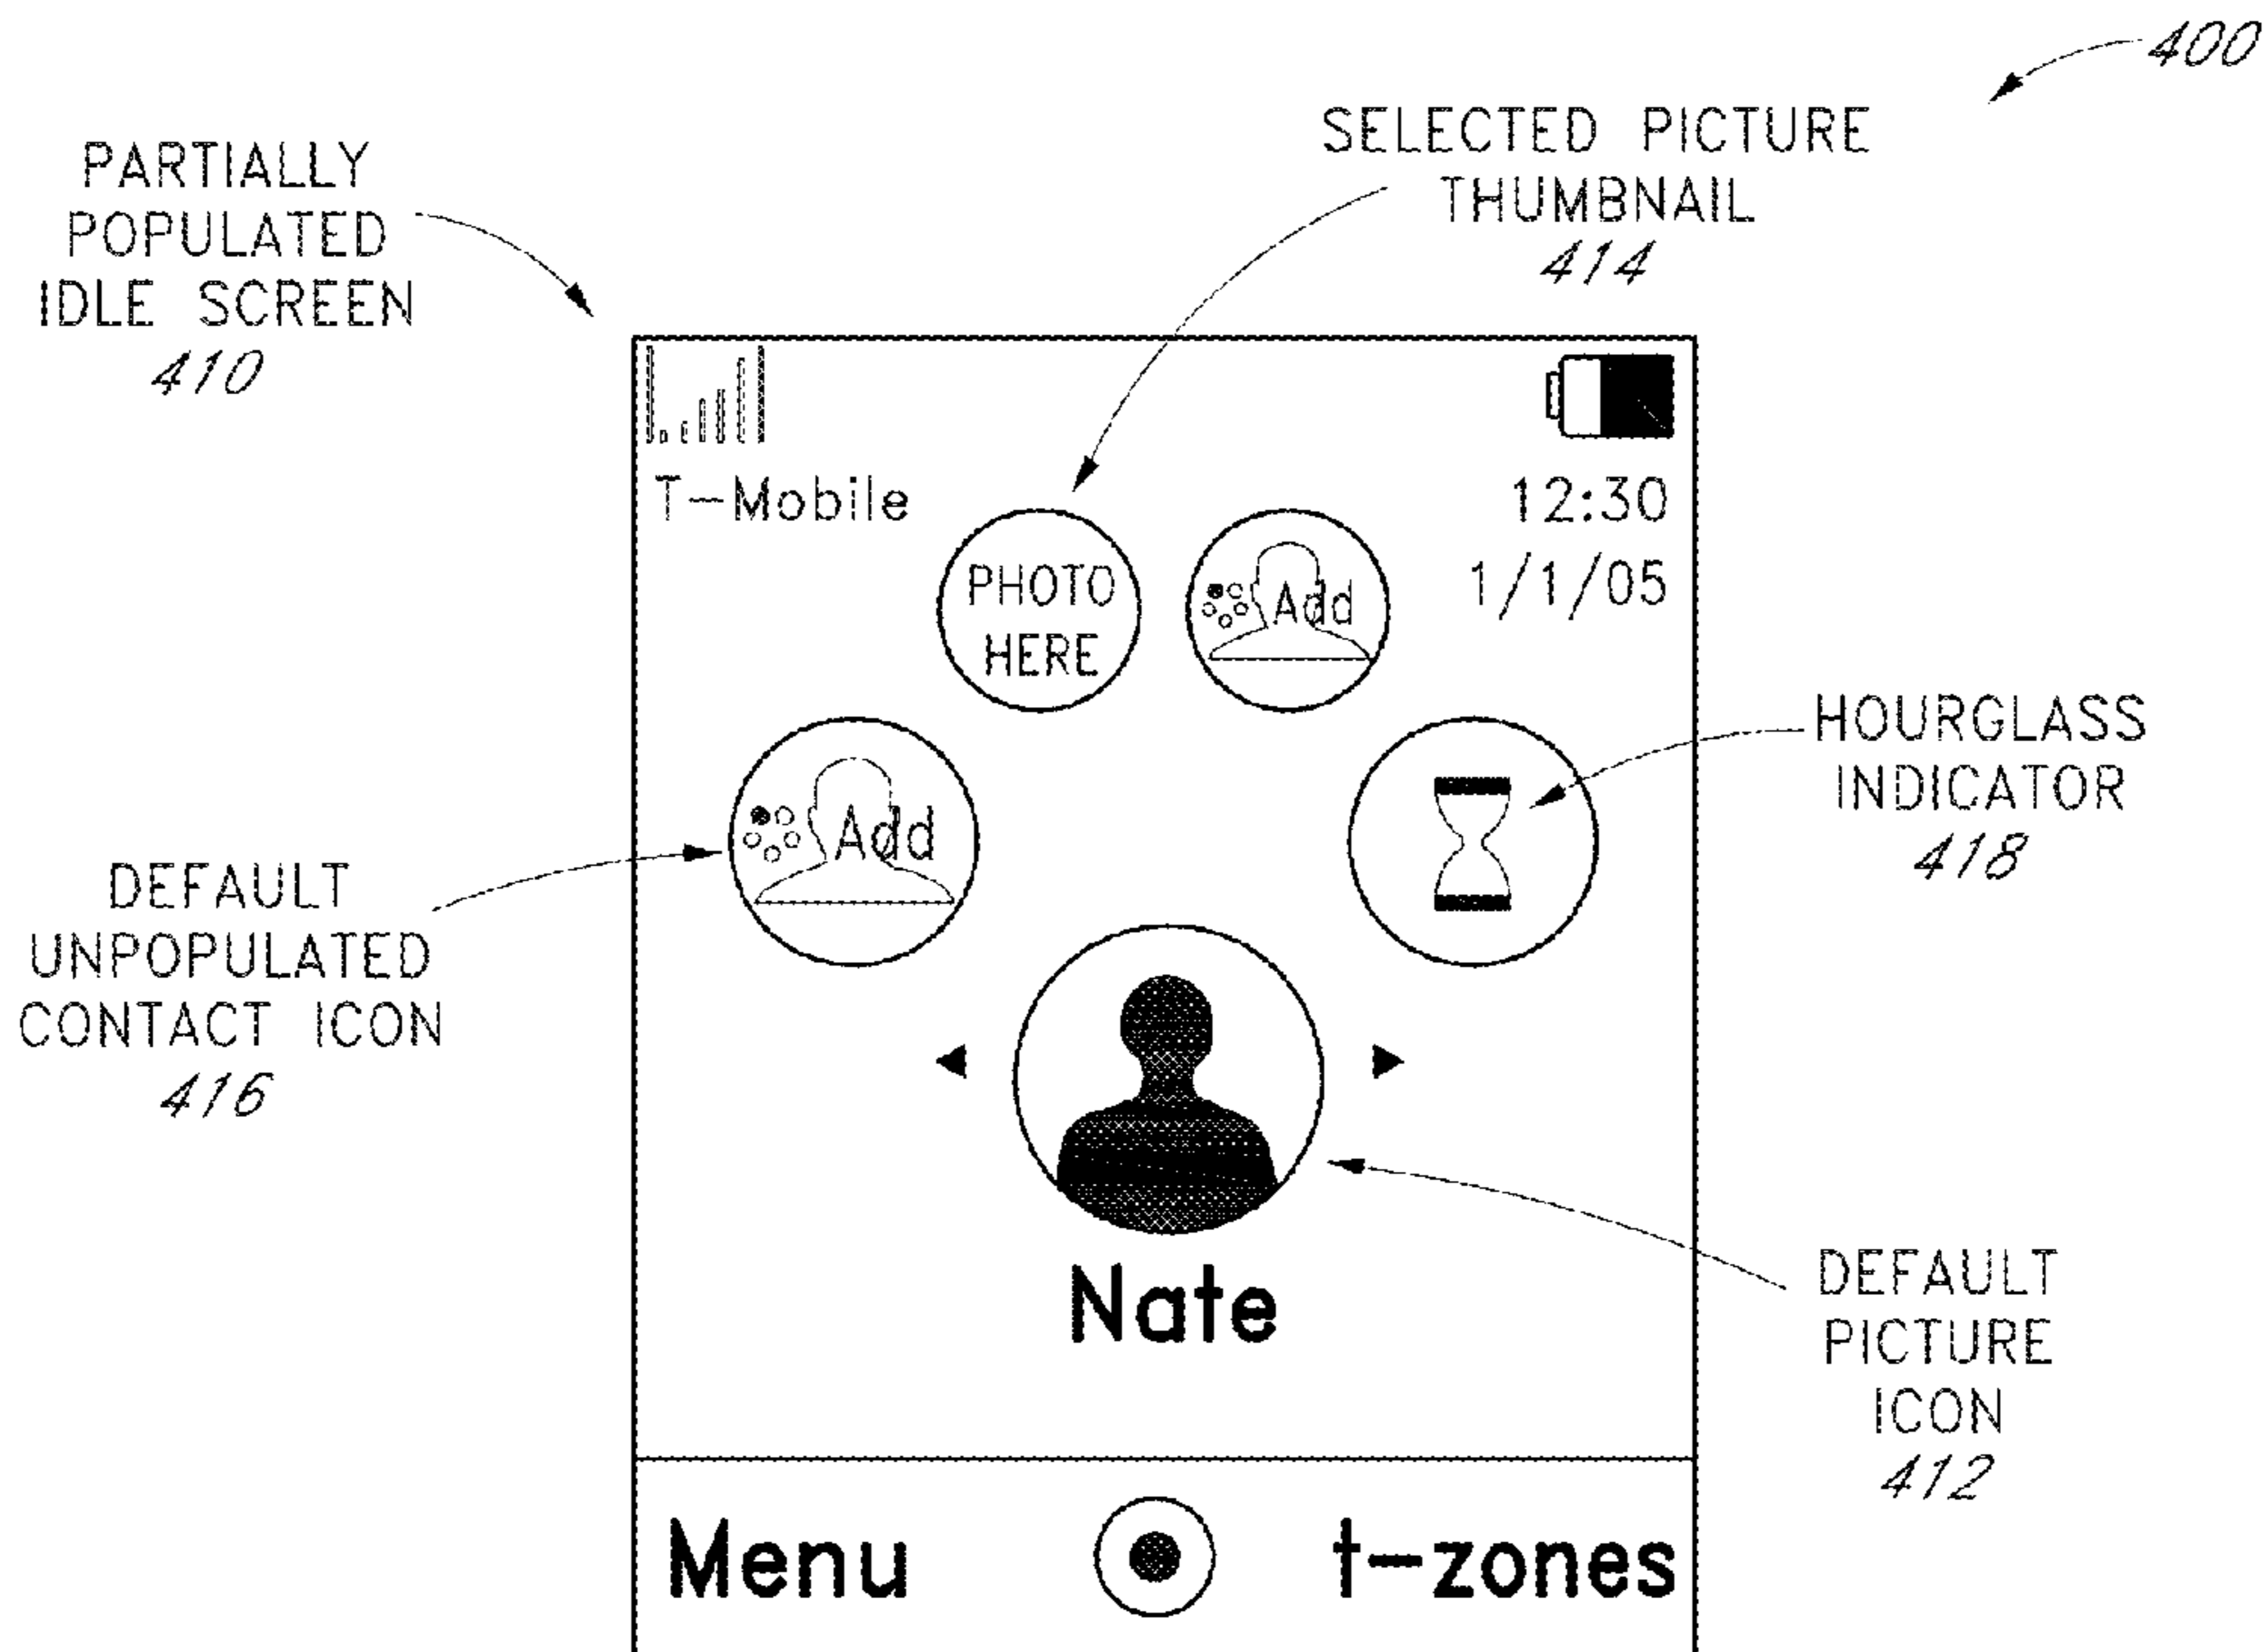 400
SELECTED PICTURE
THUMBNAIL
414
PARTIALLY
POPULATED
IDLE SCREEN
410
T-Mobile
12:30
1/1/05
PHOTO
HERE
Add
HOURGLASS
INDICATOR
418
Add
DEFAULT
UNPOPULATED
CONTACT ICON
416
Nate
DEFAULT
PICTURE
ICON
412
Menu
t-zones